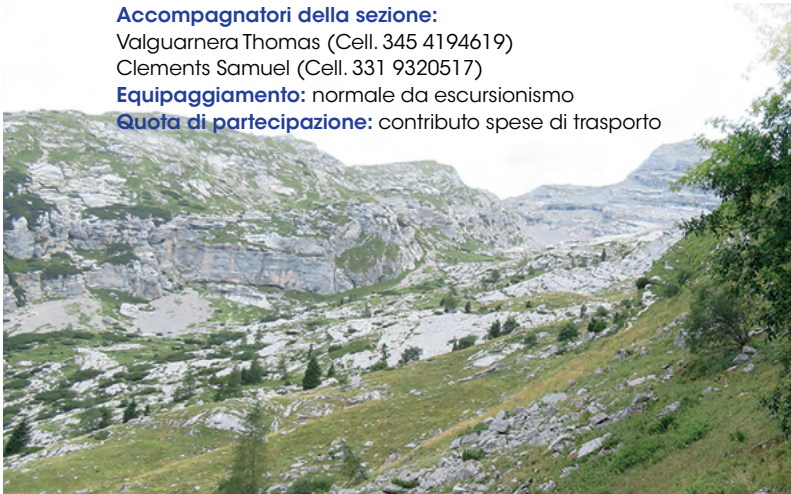 Accompagnatori della sezione:
Valguarnera Thomas (Cell. 345 4194619)
Clements Samuel (Cell. 331 9320517)
Equipaggiamento: normale da escursionismo
Quota di partecipazione: contributo spese di trasporto